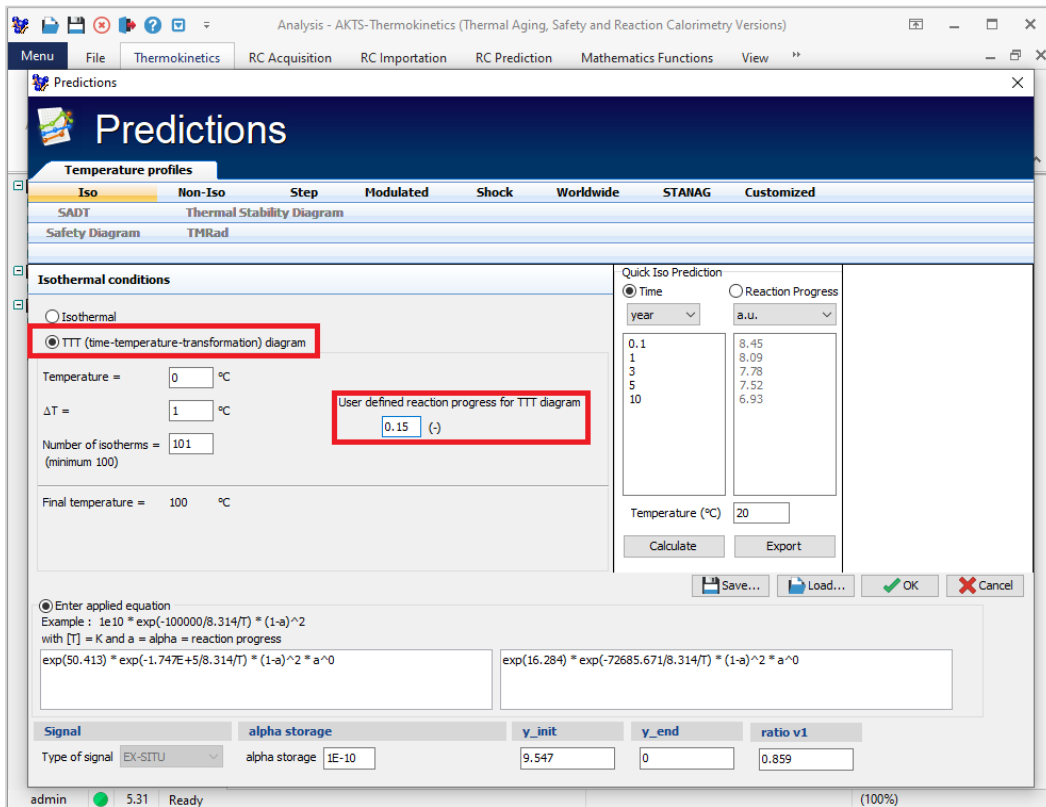 Analysis - AKTS-Thermokinetics (Thermal Aging, Safety and Reaction Calorimetry Versions)
Menu File Thermokinetics RC Acquisition RC Importation RC Prediction Mathematics Functions View
Predictions
Predictions
Temperature profiles
Iso Non-Iso Step Modulated Shock Worldwide STANAG Customized
SADT Thermal Stability Diagram
Safety Diagram TMRad
Isothermal conditions
Isothermal
TTT (time-temperature-transformation) diagram
Temperature = 0 ºC
ΔT = 1 ºC
Number of isotherms = 101
(minimum 100)
User defined reaction progress for TTT diagram
0.15 (-)
Final temperature = 100 ºC
Quick Iso Prediction
Time Reaction Progress
year a.u.
0.1 8.45
1 8.09
3 7.78
5 7.52
10 6.93
Temperature (ºC) 20
Calculate Export
Save... Load... OK Cancel
Enter applied equation
Example : 1e10 * exp(-100000/8.314/T) * (1-a)^2
with [T] = K and a = alpha = reaction progress
exp(50.413) * exp(-1.747E+5/8.314/T) * (1-a)^2 * a^0
exp(16.284) * exp(-72685.671/8.314/T) * (1-a)^2 * a^0
Signal alpha storage y_init y_end ratio v1
Type of signal EX-SITU alpha storage 1E-10 9.547 0 0.859
admin 5.31 Ready (100%)